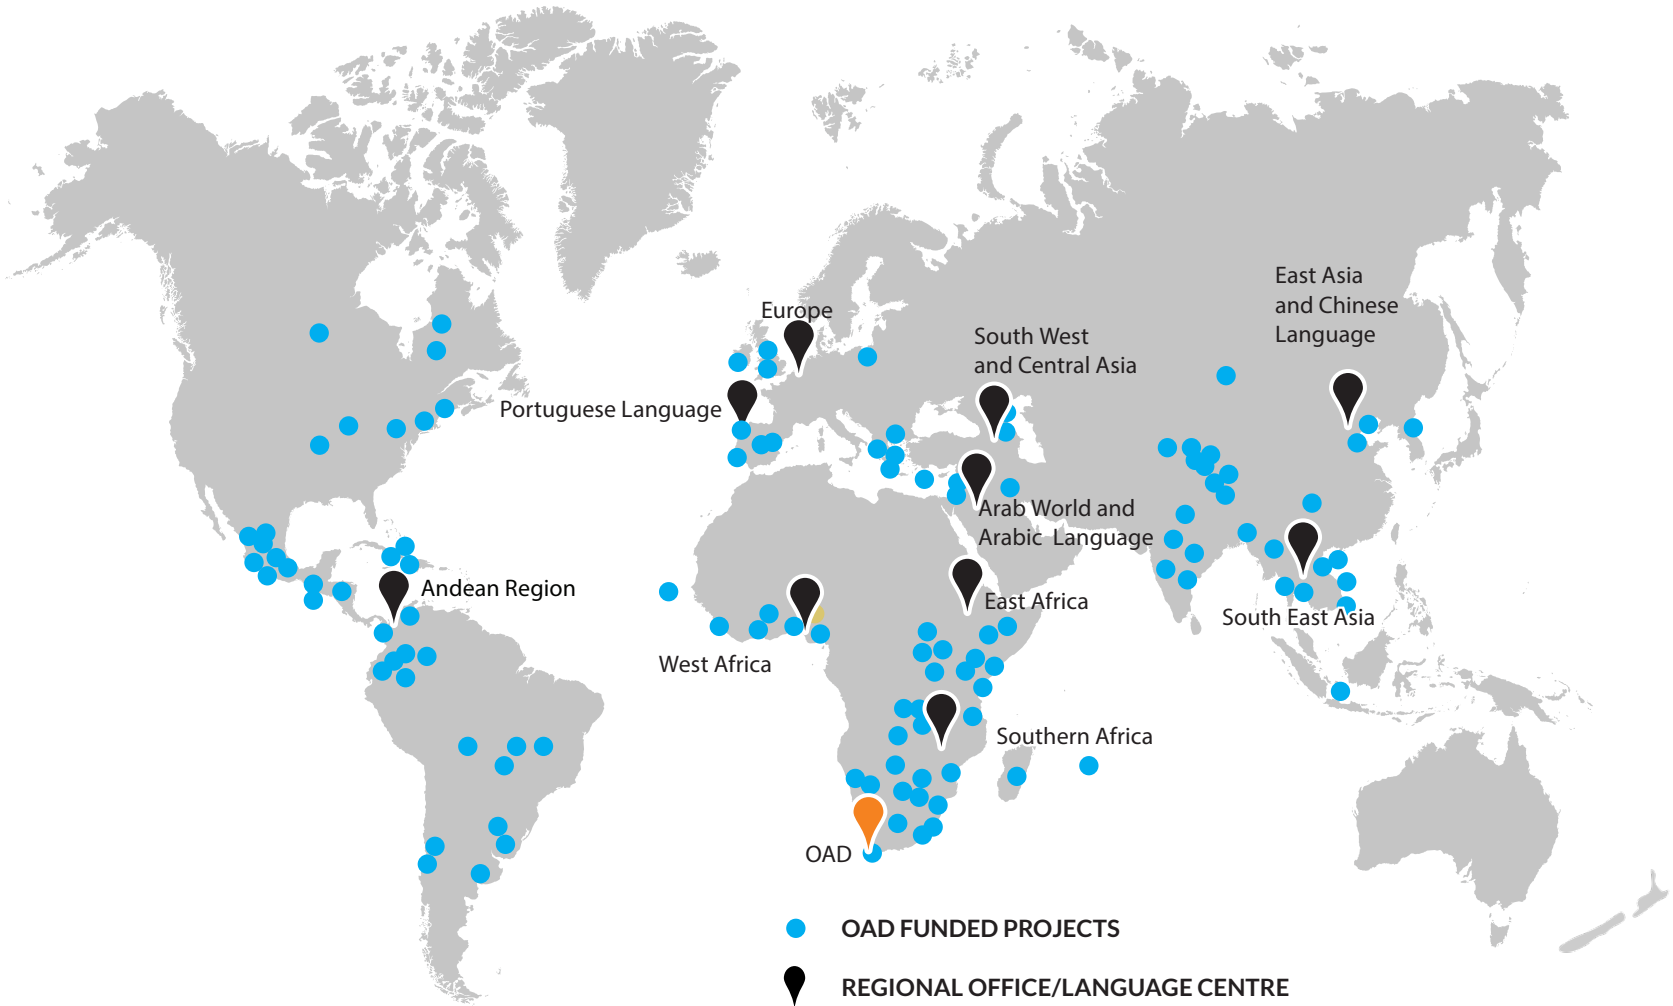 East Asia
and Chinese
Language
Europe
South West
and Central Asia
Portuguese Language
Arab World and
Arabic  Language
Andean Region
East Africa
South East Asia
West Africa
Southern Africa
OAD
OAD FUNDED PROJECTS
REGIONAL OFFICE/LANGUAGE CENTRE